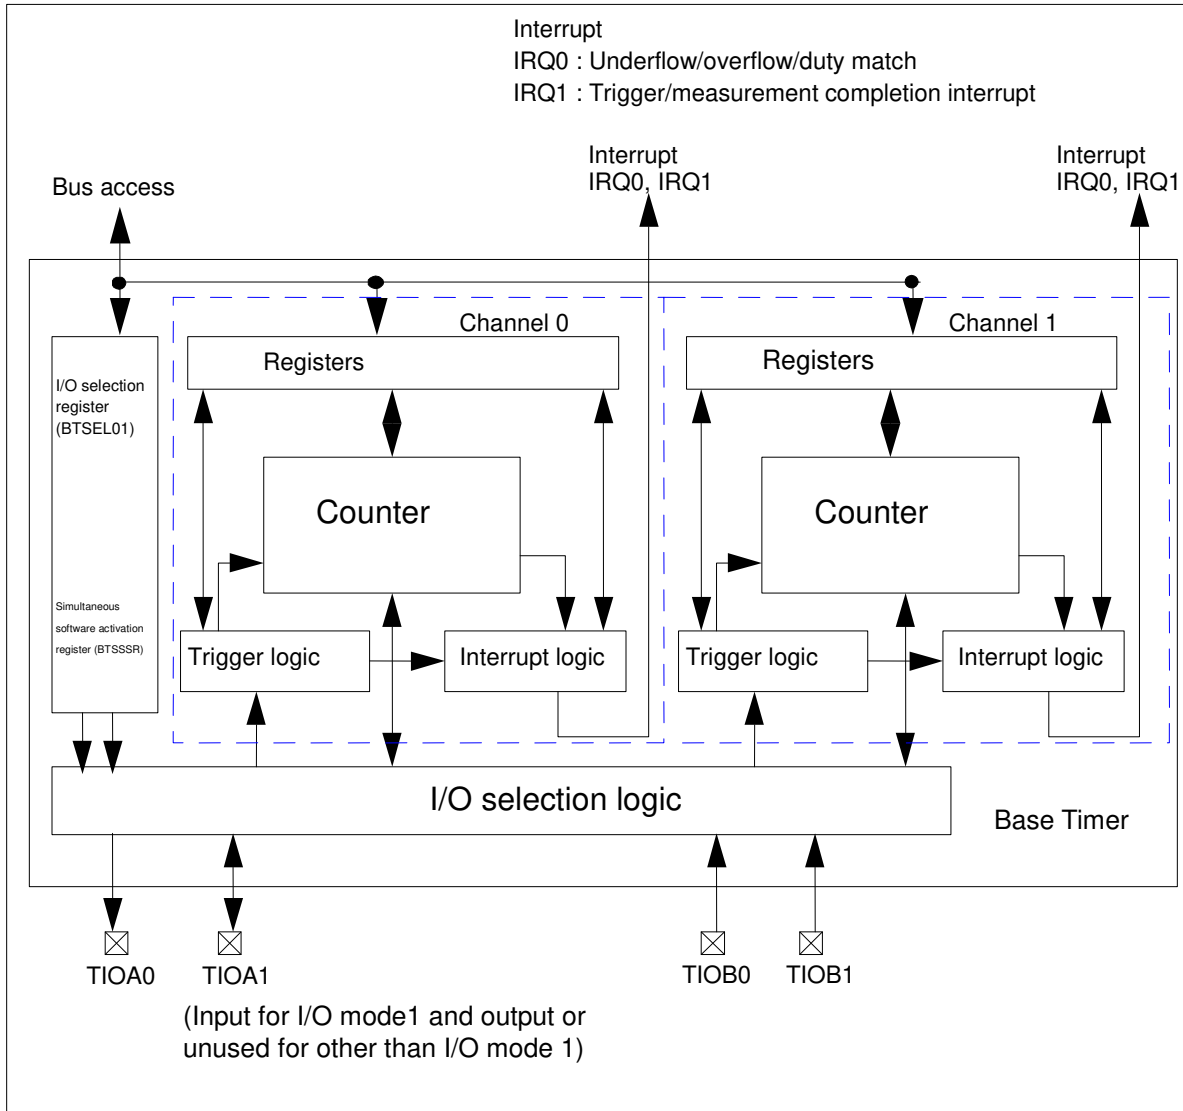 Interrupt
IRQ0 : Underflow/overflow/duty match
IRQ1 : Trigger/measurement completion interrupt
Bus access
Interrupt
IRQ0, IRQ1
Interrupt
IRQ0, IRQ1
I/O selection
register
(BTSEL01)
Simultaneous
software activation
register (BTSSSR)
Channel 0
Registers
Counter
Trigger logic
Interrupt logic
Channel 1
Registers
Counter
Trigger logic
Interrupt logic
I/O selection logic
Base Timer
TIOA0
TIOA1
TIOB0
TIOB1
(Input for I/O mode1 and output or
unused for other than I/O mode 1)